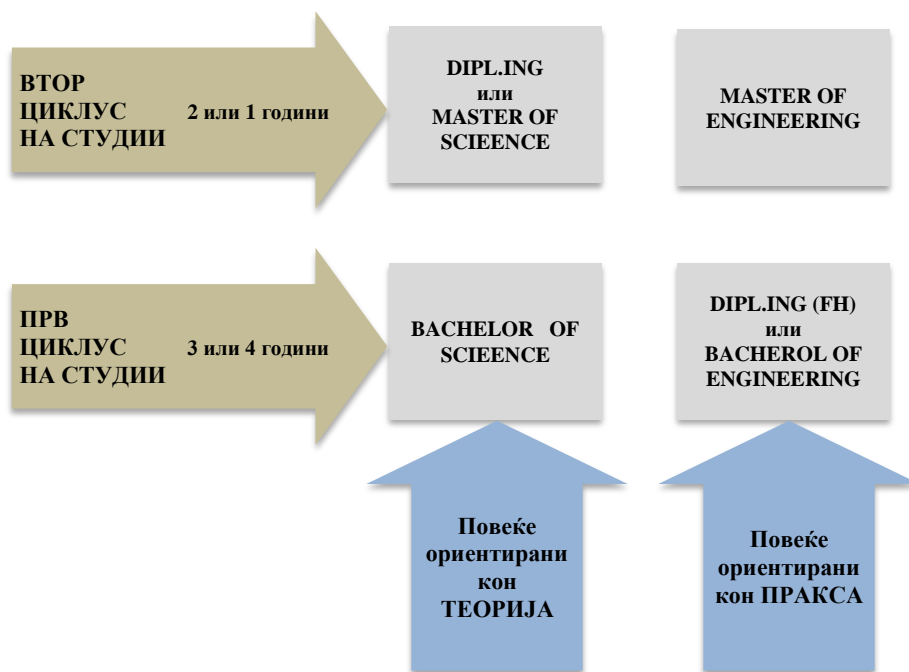 ВТОР
ЦИКЛУС 2 или 1 години
НА СТУДИИ
DIPL.ING
или
MASTER OF
SCIEENCE
MASTER OF
ENGINEERING
ПРВ
ЦИКЛУС 3 или 4 години
НА СТУДИИ
BACHELOR OF
SCIEENCE
DIPL.ING (FH)
или
BACHEROL OF
ENGINEERING
Повеќе
ориентирани
кон
ТЕОРИЈА
Повеќе
ориентирани
кон ПРАКСА